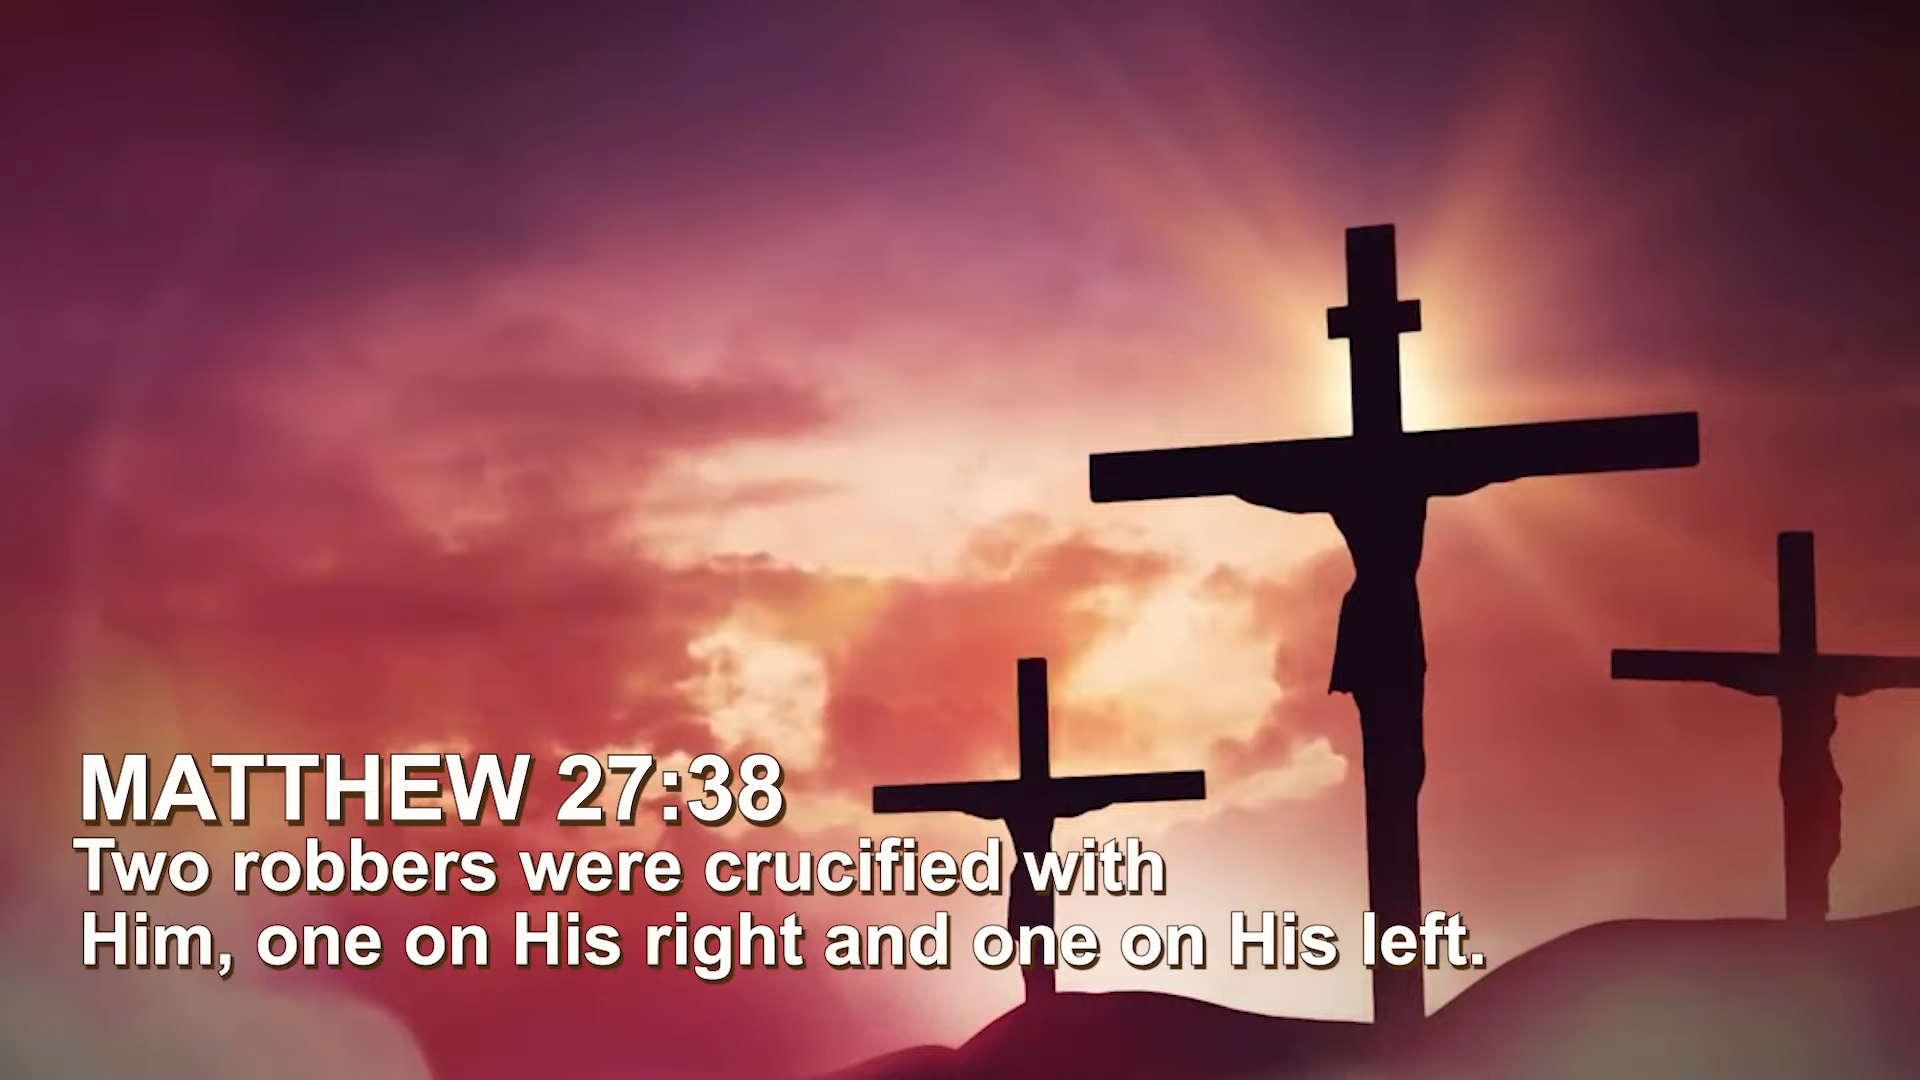 MATTHEW 27:38
Two robbers were crucified with
Him, one on His right and one on His left.